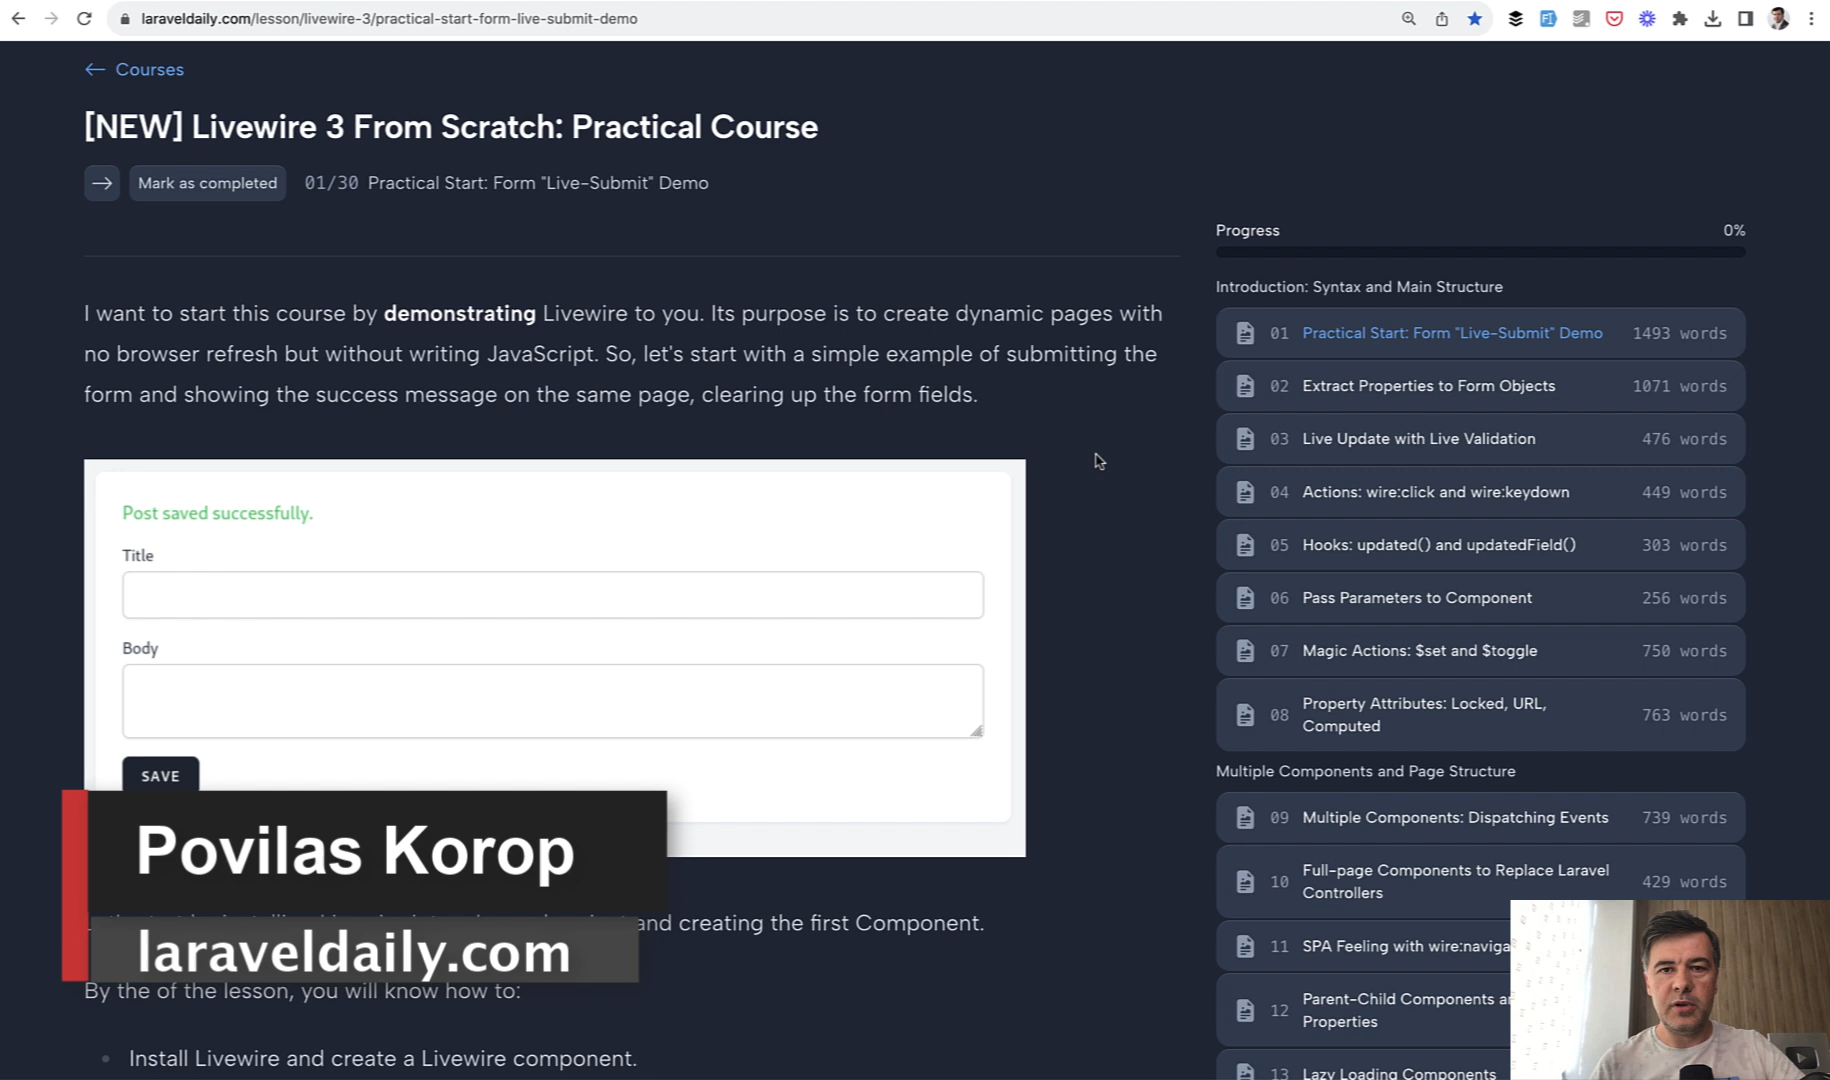 laraveldaily.com/lesson/livewire-3/practical-start-form-live-submit-demo
Courses
[NEW] Livewire 3 From Scratch: Practical Course
Mark as completed
01/30 Practical Start: Form "Live-Submit" Demo
I want to start this course by demonstrating Livewire to you. Its purpose is to create dynamic pages with
no browser refresh but without writing JavaScript. So, let's start with a simple example of submitting the
form and showing the success message on the same page, clearing up the form fields.
Post saved successfully.
Title
Body
SAVE
Povilas Korop
and creating the first Component.
laraveldaily.com
By the of the lesson, you will know how to:
Install Livewire and create a Livewire component.
Progress 0%
Introduction: Syntax and Main Structure
01 Practical Start: Form "Live-Submit" Demo 1493 words
02 Extract Properties to Form Objects 1071 words
03 Live Update with Live Validation 476 words
04 Actions: wire:click and wire:keydown 449 words
05 Hooks: updated() and updatedField() 303 words
06 Pass Parameters to Component 256 words
07 Magic Actions: $set and $toggle 750 words
08 Property Attributes: Locked, URL,
Computed 763 words
Multiple Components and Page Structure
09 Multiple Components: Dispatching Events 739 words
10 Full-page Components to Replace Laravel
Controllers 429 words
11 SPA Feeling with
12 Parent-Child Components
Properties
13 Lazy Loading Components